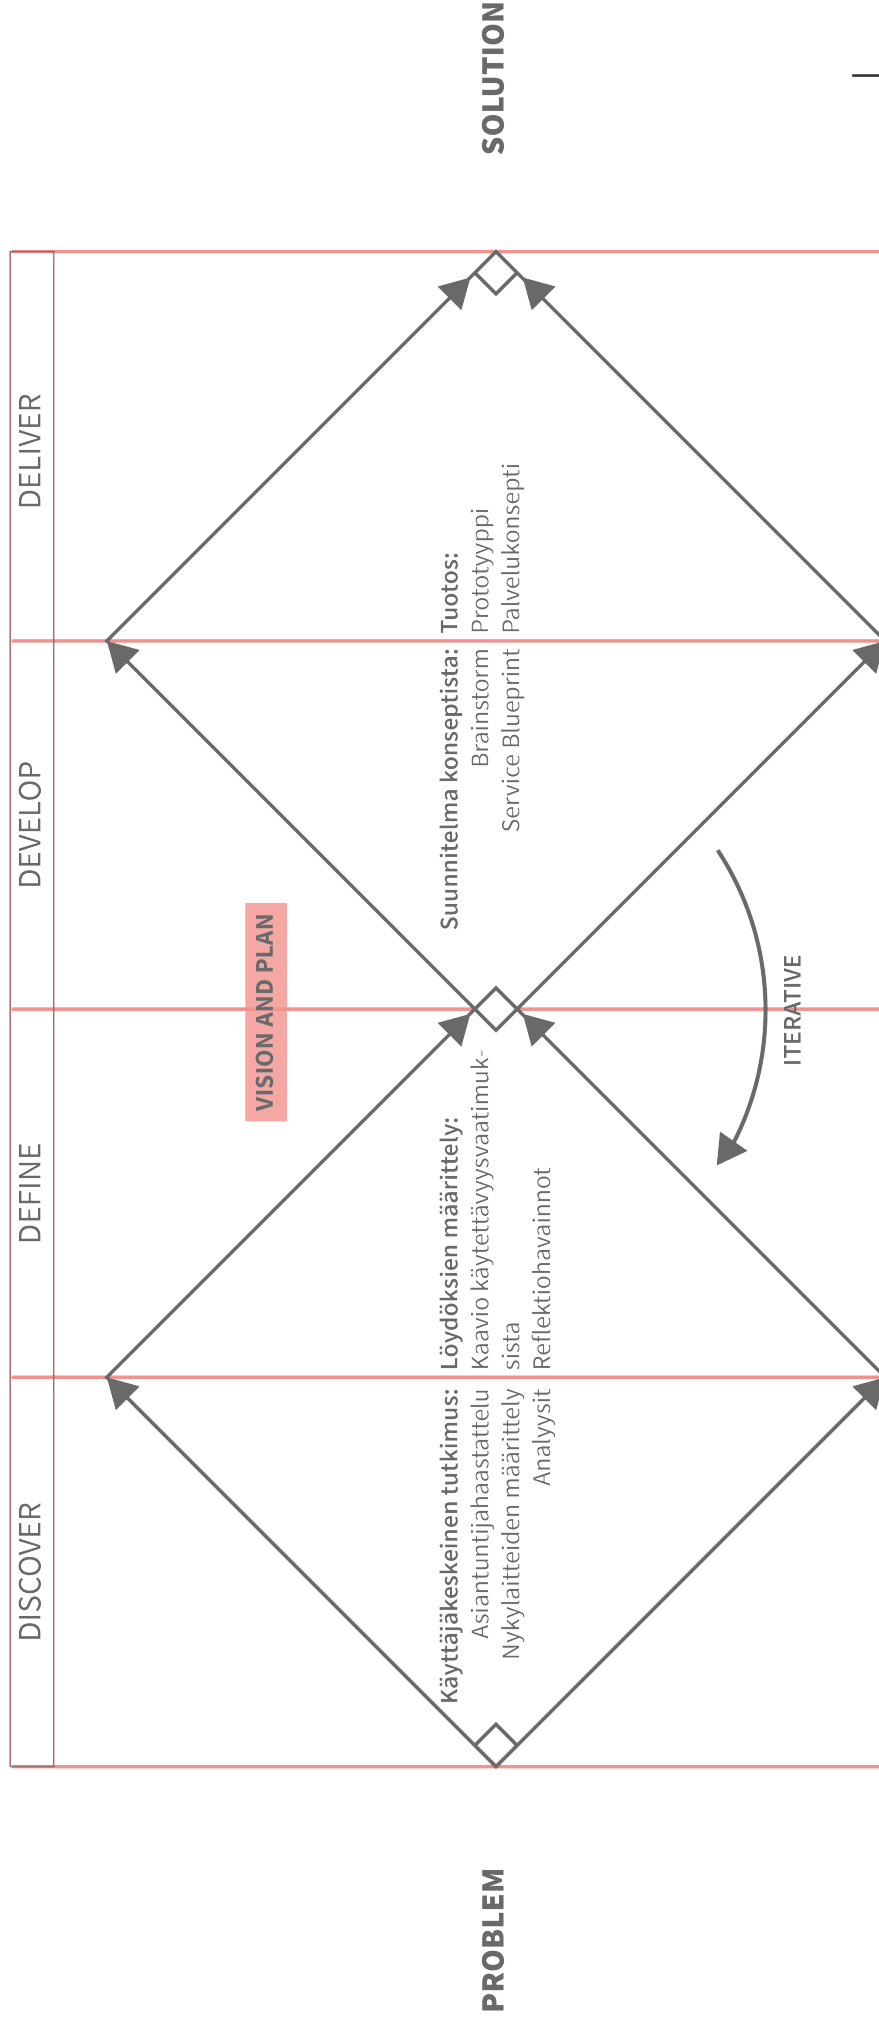 DISCOVER
DEFINE
DEVELOP
DELIVER
VISION AND PLAN
PROBLEM
Käyttäjäkeskeinen tutkimus:
Asiantuntijahaastattelu
Nykylaitteiden määrittely
Analyysit
Löydöksien määrittely:
Kaavio käytettävyysvaatimuk-
sista
Reflektiohavainnot
Suunnitelma konseptista:
Brainstorm
Service Blueprint
Tuotos:
Prototyyppi
Palvelukonsepti
SOLUTION
ITERATIVE